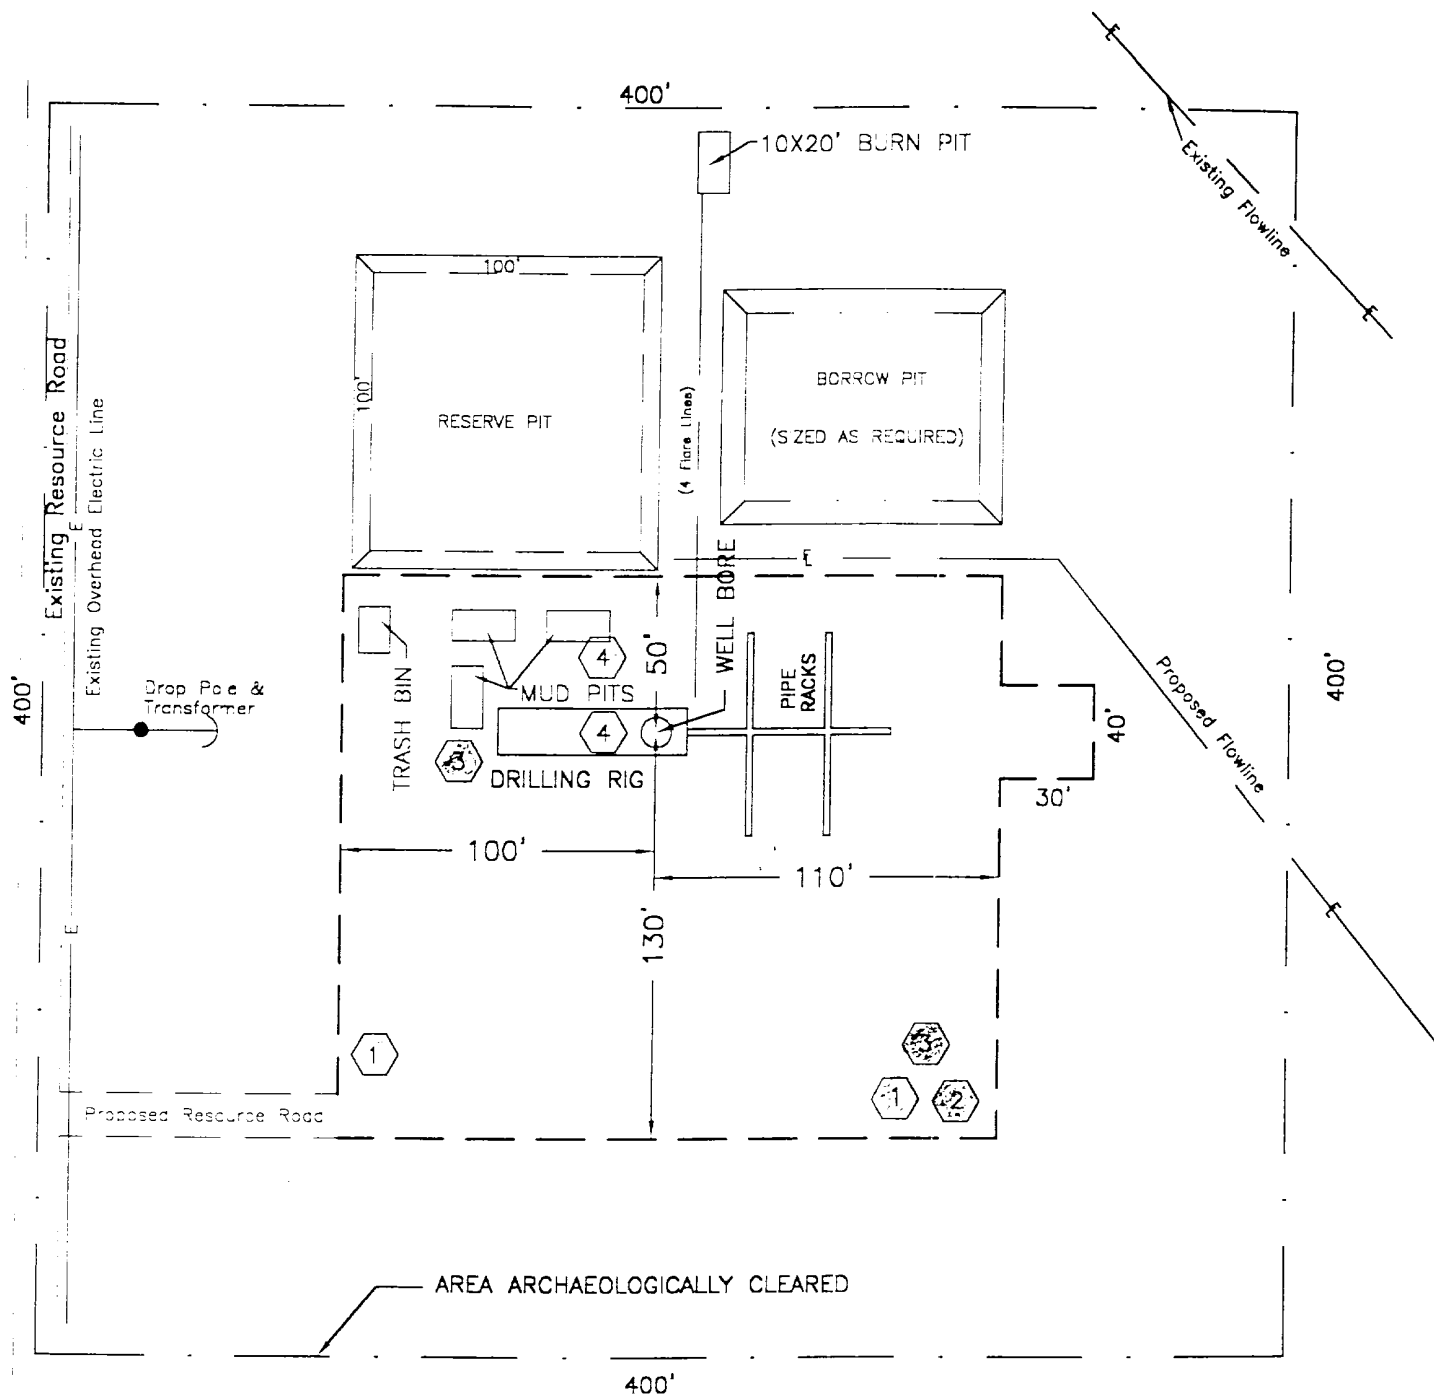 400'
10X20' BURN PIT
Existing Flowline
100'
100'
RESERVE PIT
BORROW PIT
(SIZED AS REQUIRED)
(4 Flare Lines)
Existing Resource Road
E
Existing Overhead Electric Line
WELL BORE
50'
4
MUD PITS
TRASH BIN
4
3
DRILLING RIG
PIPE
RACKS
Drop Pole &
Transformer
400'
400'
40'
30'
Proposed Flowline
100'
110'
130'
E
1
3
1
2
Proposed Resource Road
AREA ARCHAEOLOGICALLY CLEARED
400'